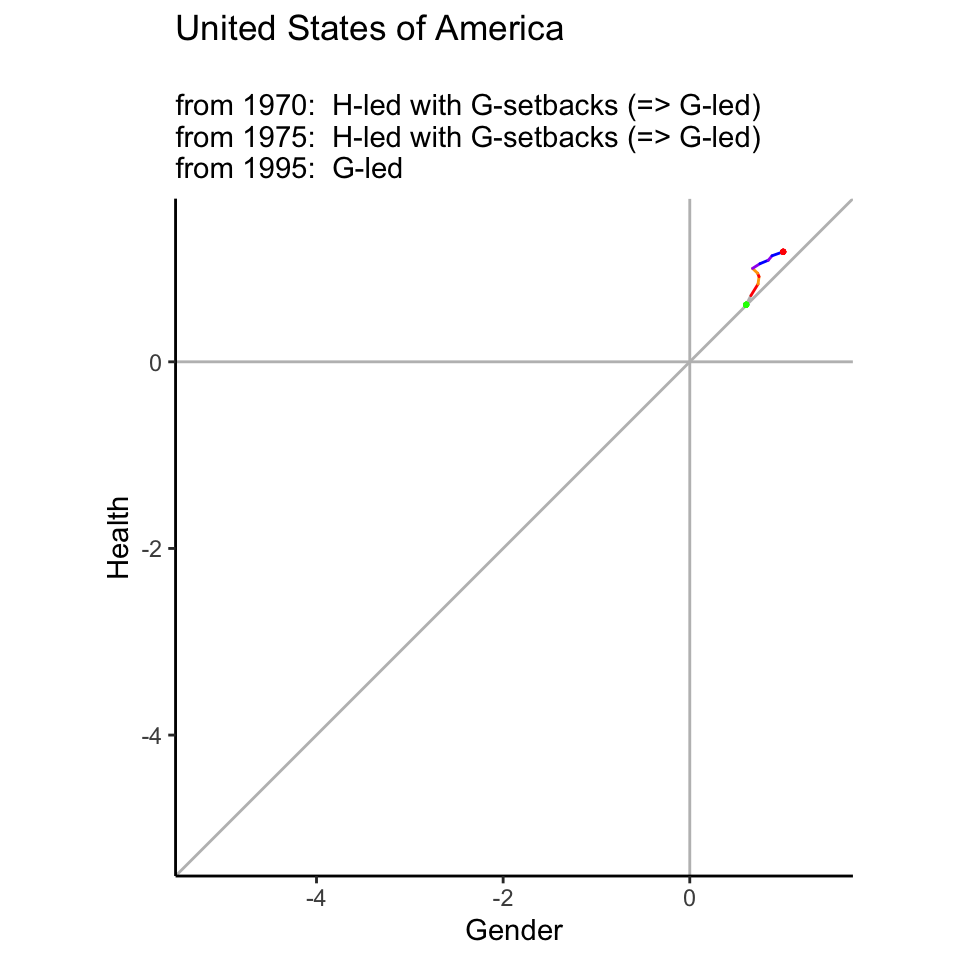 United States of America
from 1970:  H-led with G-setbacks (=> G-led)
from 1975:  H-led with G-setbacks (=> G-led)
from 1995:  G-led
0
-2
-4
Health
-4
-2
0
Gender